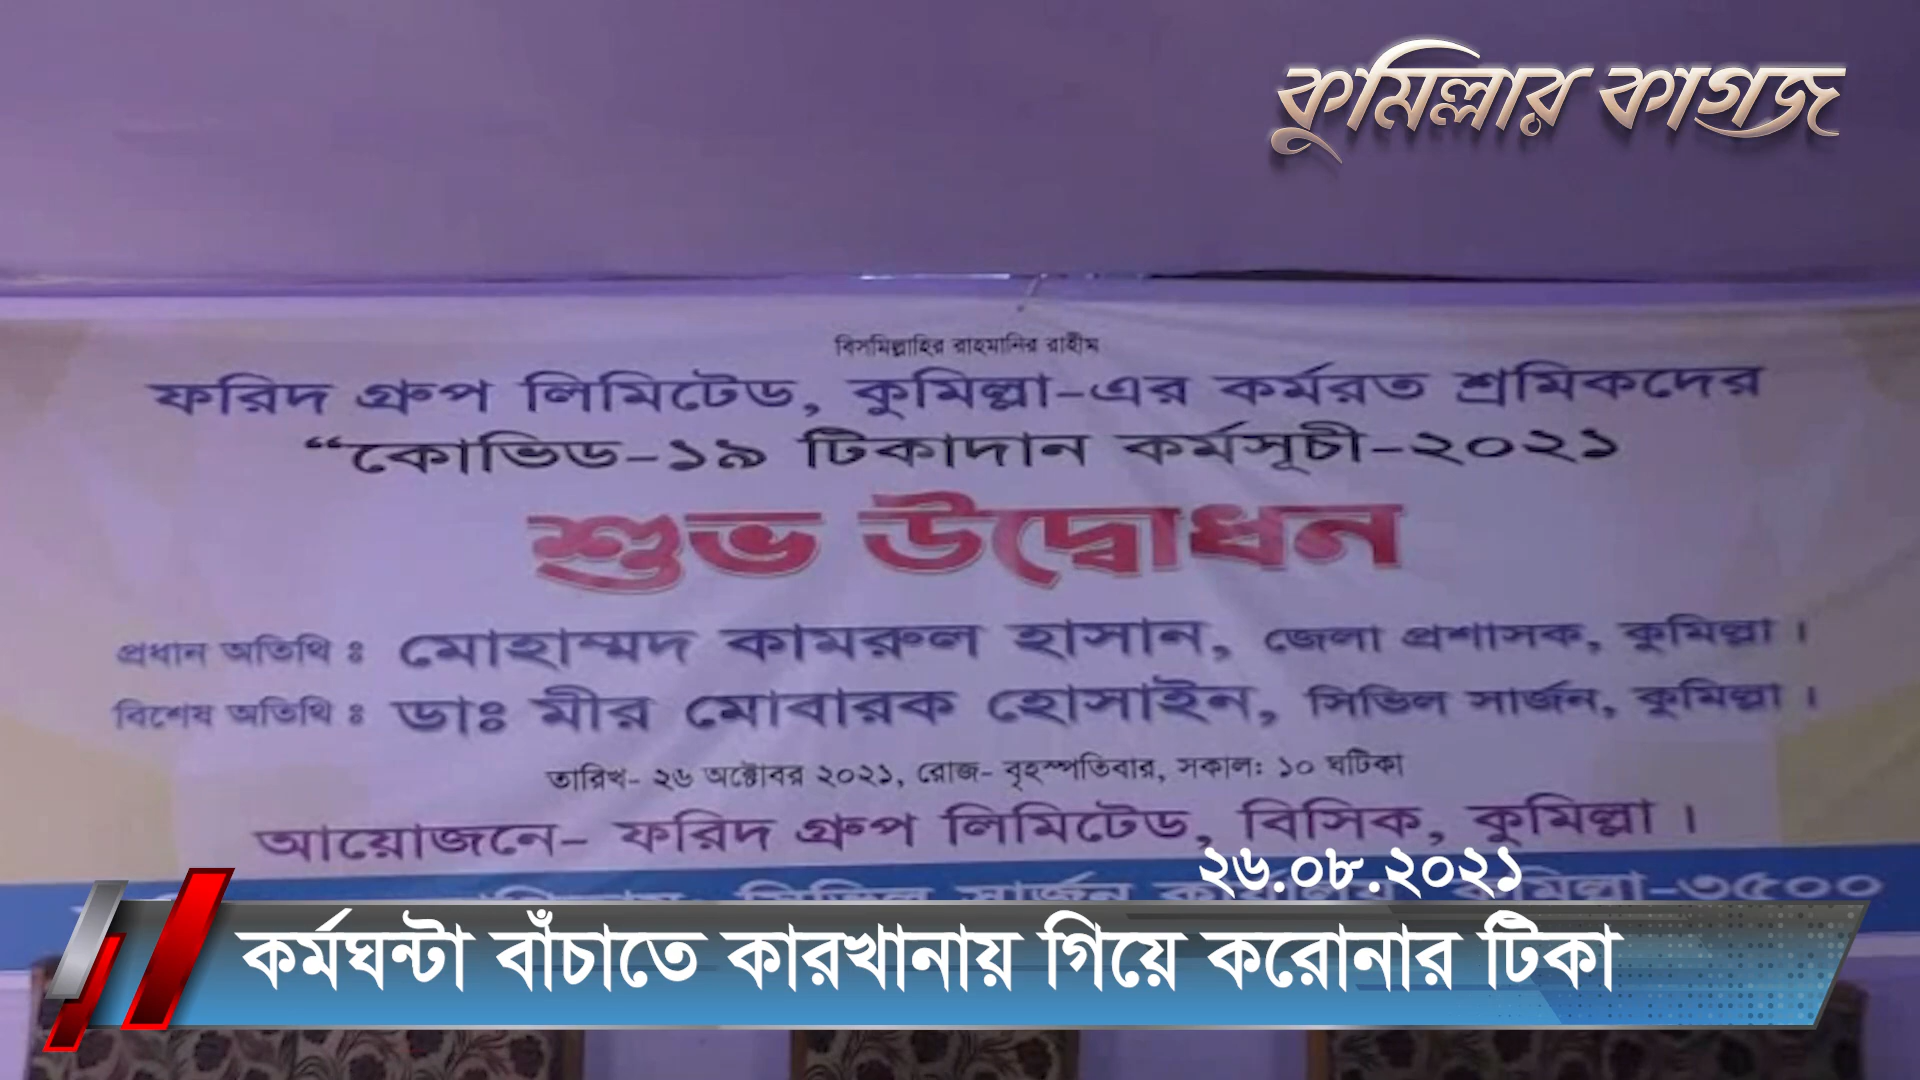 কুমিল্লার কাগজ
বিসমিল্লাহির রাহমানির রাহীম
ফরিদ গ্রুপ লিমিটেড, কুমিল্লা-এর কর্মরত শ্রমিকদের
“কোভিড-১৯ টিকাদান কর্মসূচী-২০২১
শুভ উদ্বোধন
প্রধান অতিথি ঃ মোহাম্মদ কামরুল হাসান, জেলা প্রশাসক, কুমিল্লা ।
বিশেষ অতিথি ঃ ডাঃ মীর মোবারক হোসাইন, সিভিল সার্জন, কুমিল্লা ।
তারিখ- ২৬ অক্টোবর ২০২১, রোজ- বৃহস্পতিবার, সকাল: ১০ ঘটিকা
আয়োজনে- ফরিদ গ্রুপ লিমিটেড, বিসিক, কুমিল্লা ।
সিভিল সার্জন কুমিল্লা-৩৫০০
২৬.০৮.২০২১
কর্মঘন্টা বাঁচাতে কারখানায় গিয়ে করোনার টিকা